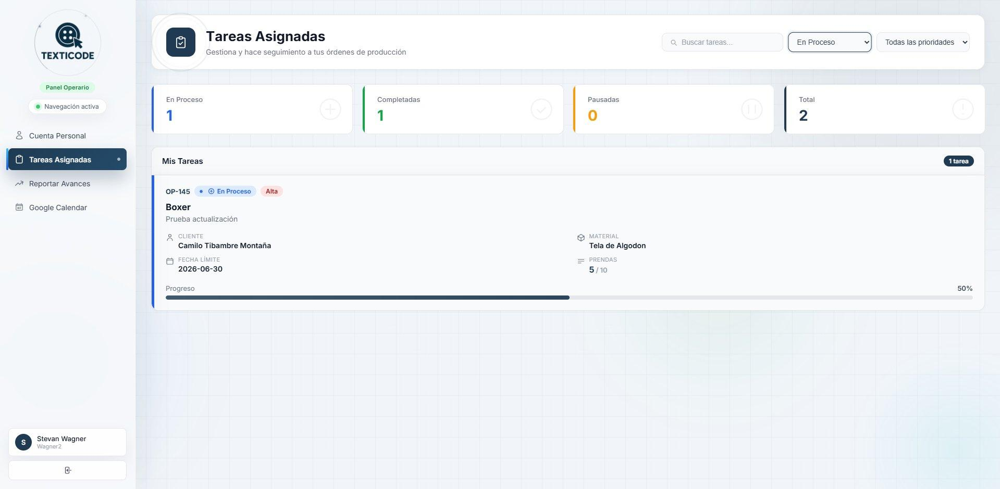 TEXTICODE
Panel Operario
Navegación activa
Cuenta Personal
Tareas Asignadas
Reportar Avances
Google Calendar
Stevan Wagner
Wagner2
S
Tareas Asignadas
Gestiona y hace seguimiento a tus órdenes de producción
Buscar tareas...
En Proceso
Todas las prioridades
En Proceso
1
Completadas
1
Pausadas
0
Total
2
Mis Tareas
1 tarea
OP-145 En Proceso Alta
Boxer
Prueba actualización
CLIENTE
Camilo Tibambre Montaña
MATERIAL
Tela de Algodon
FECHA LÍMITE
2026-06-30
PRENDAS
5 / 10
Progreso 50%